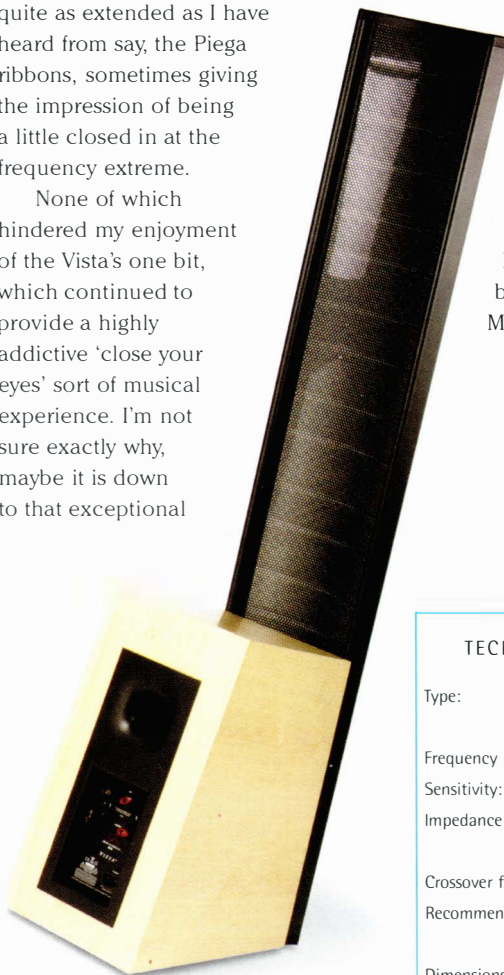 quite as extended as I have
heard from say, the Piega
ribbons, sometimes giving
the impression of being
a little closed in at the
frequency extreme.
None of which
hindered my enjoyment
of the Vista's one bit,
which continued to
provide a highly
addictive ‘close your
eyes’ sort of musical
experience. I'm not
sure exactly why,
maybe it is down
to that exceptional
VISTA
b
M
TECH
Type:
Frequency
Sensitivity:
Impedance
Crossover f
Recommen
Dimensions